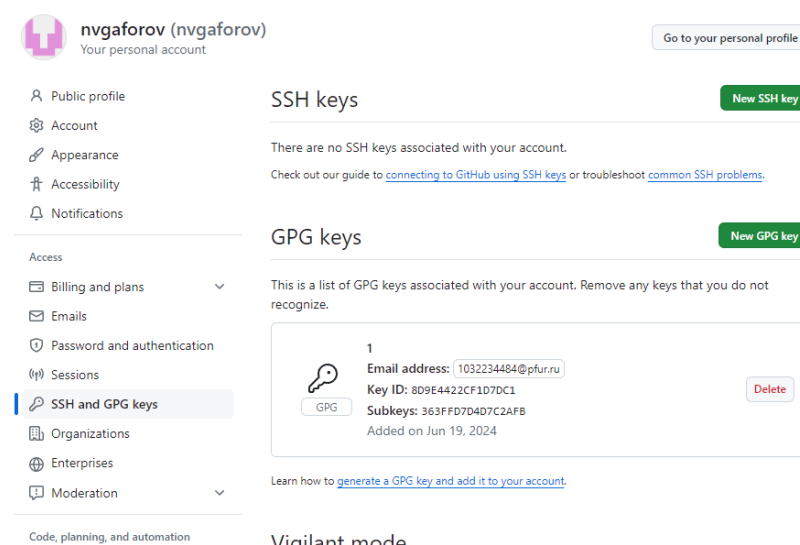 nvgaforov (nvgaforov)
Your personal account
Go to your personal profile
Public profile
Account
Appearance
Accessibility
Notifications
Access
Billing and plans
Emails
Password and authentication
Sessions
SSH and GPG keys
Organizations
Enterprises
Moderation
Code, planning, and automation
SSH keys
New SSH key
There are no SSH keys associated with your account.
Check out our guide to connecting to GitHub using SSH keys or troubleshoot common SSH problems.
GPG keys
New GPG key
This is a list of GPG keys associated with your account. Remove any keys that you do not
recognize.
GPG
1
Email address: 1032234484@pfur.ru
Key ID: 8D9E4422CF1D7DC1
Subkeys: 363FFD7D4D7C2AFB
Added on Jun 19, 2024
Delete
Learn how to generate a GPG key and add it to your account.
Vigilant mode